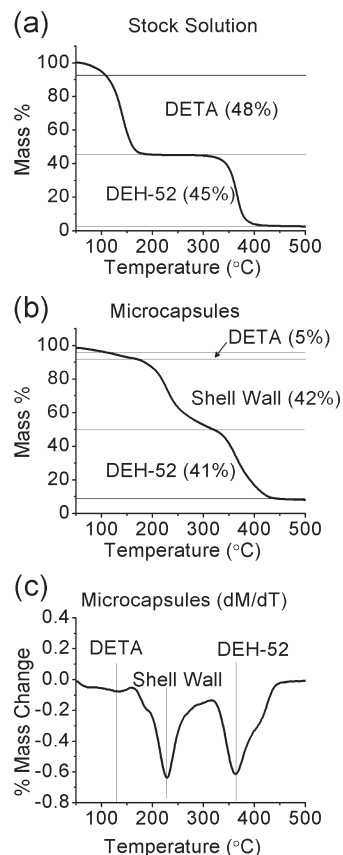 (a)
Stock Solution
100
80
60
40
20
0
Mass %
DETA (48%)
DEH-52 (45%)
100 200 300 400 500
Temperature (°C)
(b)
Microcapsules
100
80
60
40
20
0
Mass %
DETA (5%)
Shell Wall (42%)
DEH-52 (41%)
100 200 300 400 500
Temperature (°C)
(c)
Microcapsules (dM/dT)
0.4
0.2
0.0
-0.2
-0.4
-0.6
-0.8
% Mass Change
DETA
DEH-52
Shell Wall
100 200 300 400 500
Temperature (°C)